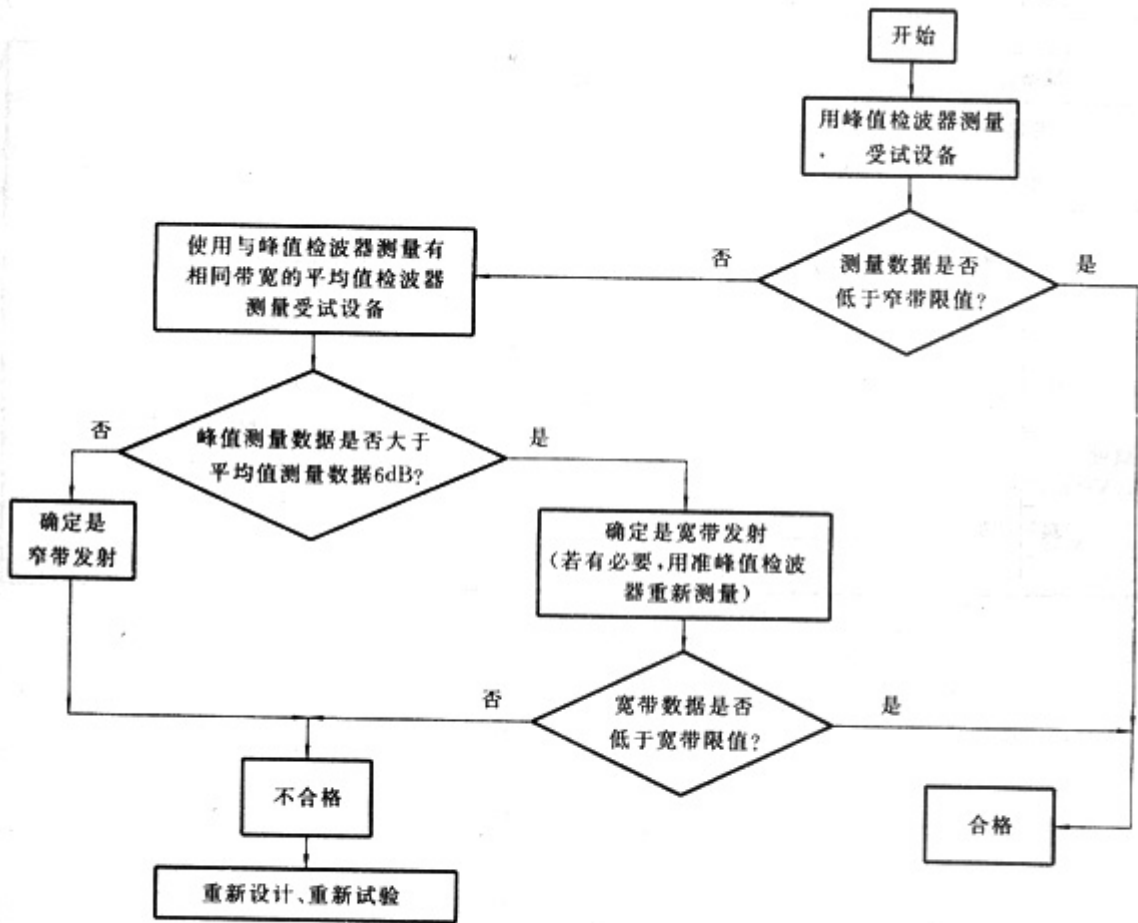 开始
用峰值检波器测量
受试设备
测量数据是否
低于窄带限值?
否
是
使用与峰值检波器测量有
相同带宽的平均值检波器
测量受试设备
峰值测量数据是否大于
平均值测量数据6dB?
否
是
确定是
窄带发射
确定是宽带发射
(若有必要,用准峰值检波
器重新测量)
宽带数据是否
低于宽带限值?
否
是
不合格
合格
重新设计、重新试验